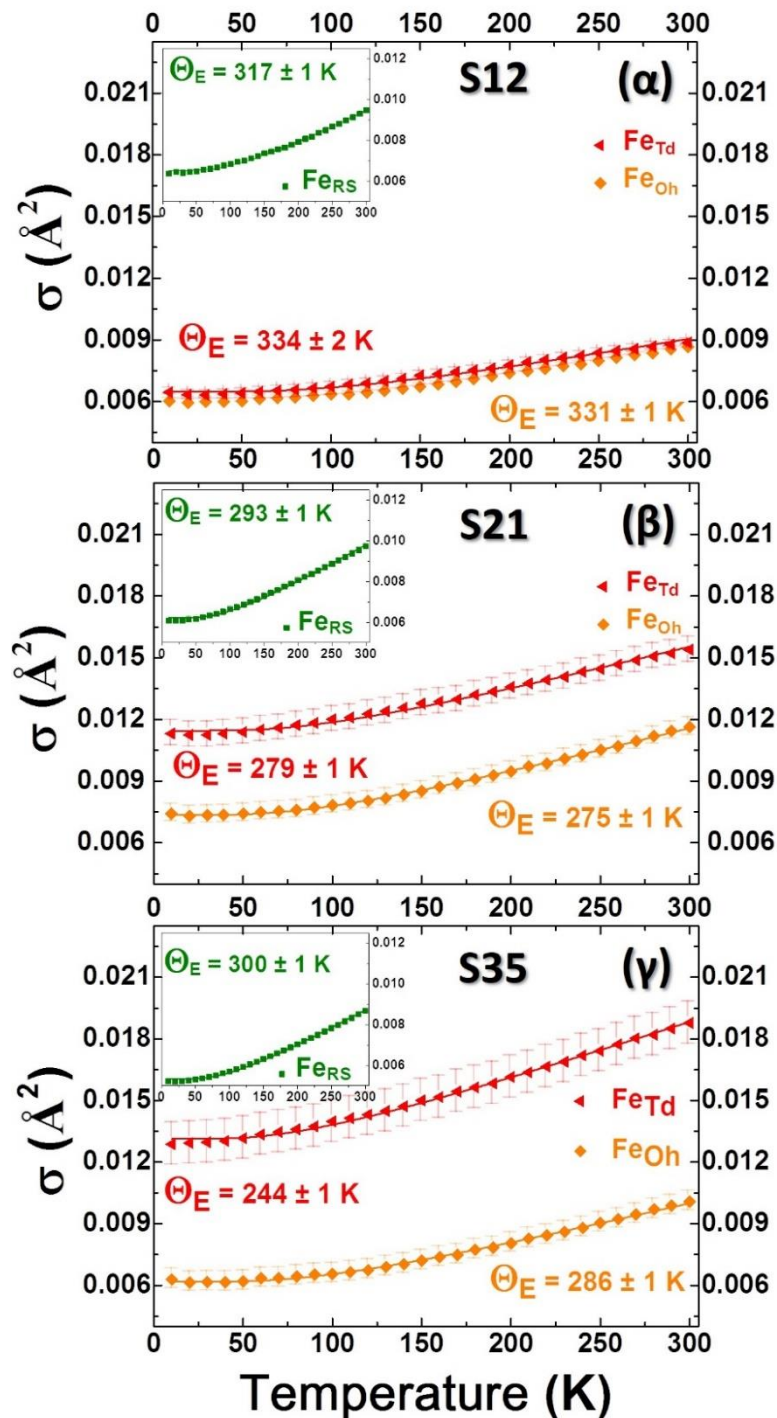 0 50 100 150 200 250 300
Θ_E = 317 ± 1 K
0.012
0.010
0.008
0.006
Fe_RS
0 50 100 150 200 250 300
S12 (α)
Fe_Td
Fe_Oh
0.021 0.021
0.018 0.018
0.015 0.015
0.012 0.012
0.009 0.009
0.006 0.006
σ (Å²)
Θ_E = 334 ± 2 K
Θ_E = 331 ± 1 K
0 50 100 150 200 250 300
Θ_E = 293 ± 1 K
0.012
0.010
0.008
0.006
Fe_RS
0 50 100 150 200 250 300
S21 (β)
Fe_Td
Fe_Oh
0.021 0.021
0.018 0.018
0.015 0.015
0.012 0.012
0.009 0.009
0.006 0.006
σ (Å²)
Θ_E = 279 ± 1 K
Θ_E = 275 ± 1 K
0 50 100 150 200 250 300
Θ_E = 300 ± 1 K
0.012
0.010
0.008
0.006
Fe_RS
0 50 100 150 200 250 300
S35 (γ)
Fe_Td
Fe_Oh
0.021 0.021
0.018 0.018
0.015 0.015
0.012 0.012
0.009 0.009
0.006 0.006
σ (Å²)
Θ_E = 244 ± 1 K
Θ_E = 286 ± 1 K
0 50 100 150 200 250 300
Temperature (K)